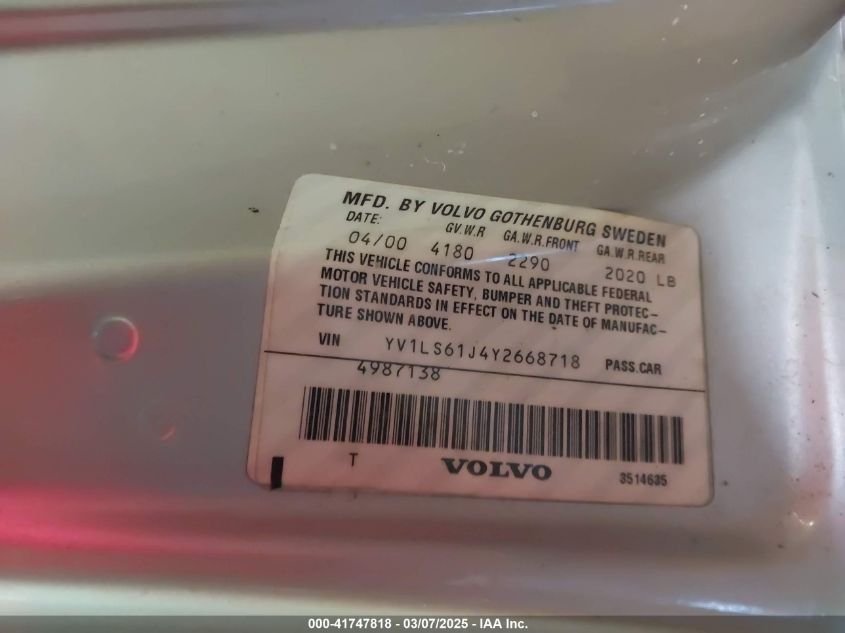 MFD. BY VOLVO GOTHENBURG SWEDEN
DATE: GV.W.R GA.W.R.FRONT GA.W.R.REAR
04/00 4180 2290 2020 LB
THIS VEHICLE CONFORMS TO ALL APPLICABLE FEDERAL
MOTOR VEHICLE SAFETY, BUMPER AND THEFT PROTEC-
TION STANDARDS IN EFFECT ON THE DATE OF MANUFAC-
TURE SHOWN ABOVE.
VIN YV1LS61J4Y2668718 PASS.CAR
4987138
T VOLVO 3514635
000-41747818 - 03/07/2025 - IAA Inc.